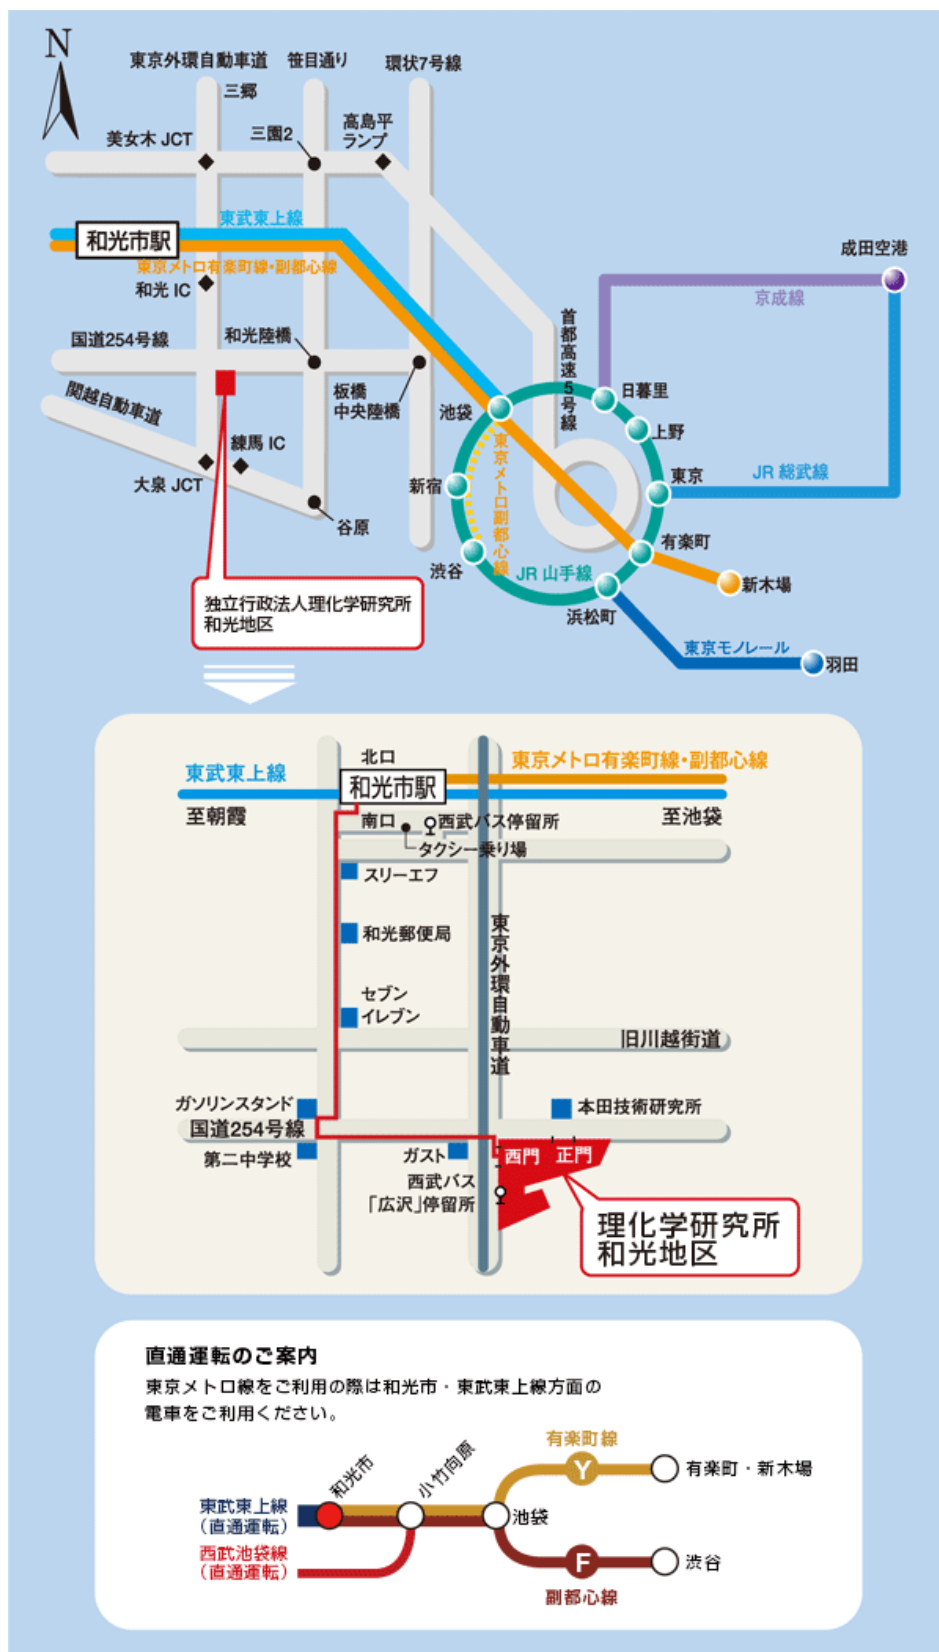 N
東京外環自動車道
笹目通り
環状7号線
三郷
美女木 JCT
三園2
高島平
ランプ
東武東上線
和光市駅
東京メトロ有楽町線・副都心線
和光 IC
成田空港
京成線
国道254号線
和光陸橋
首都高速5号線
関越自動車道
板橋
中央陸橋
池袋
日暮里
上野
練馬 IC
大泉 JCT
東京メトロ副都心線
新宿
東京
JR 総武線
谷原
有楽町
渋谷
JR 山手線
新木場
浜松町
独立行政法人理化学研究所
和光地区
東京モノレール
羽田
北口
東武東上線
東京メトロ有楽町線・副都心線
和光市駅
至朝霞
南口
西武バス停留所
至池袋
タクシー乗り場
スリーエフ
和光郵便局
東京外環自動車道
セブン
イレブン
旧川越街道
ガソリンスタンド
本田技術研究所
国道254号線
第二中学校
ガスト
西門
正門
西武バス
「広沢」停留所
理化学研究所
和光地区
直通運転のご案内
東京メトロ線をご利用の際は和光市・東武東上線方面の
電車をご利用ください。
有楽町線
和光市
小竹向原
Y
有楽町・新木場
東武東上線
(直通運転)
池袋
西武池袋線
(直通運転)
F
渋谷
副都心線